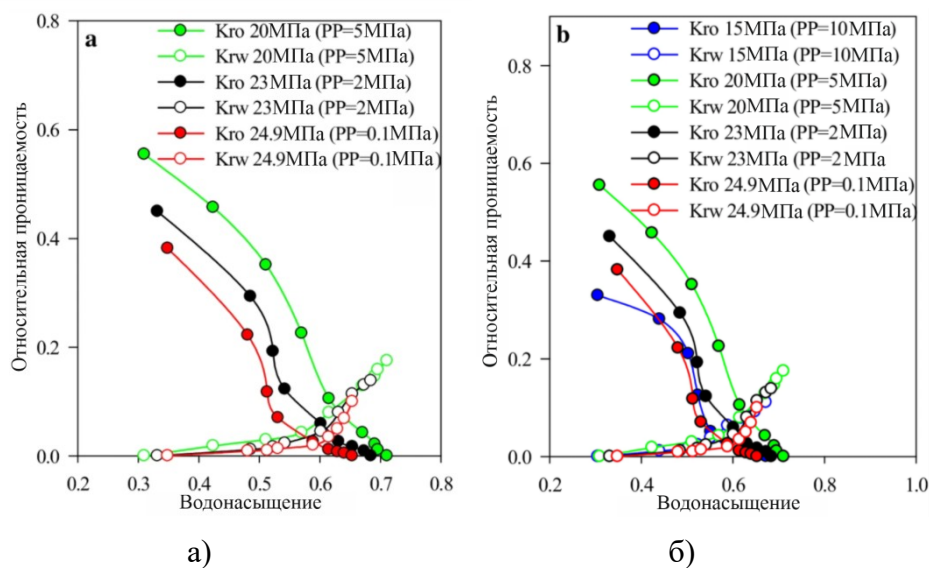 a
Kro 20МПа (PP=5МПа)
Krw 20МПа (PP=5МПа)
Kro 23МПа (PP=2МПа)
Krw 23МПа (PP=2МПа)
Kro 24.9МПа (PP=0.1МПа)
Krw 24.9МПа (PP=0.1МПа)
Относительная проницаемость
0.8
0.6
0.4
0.2
0.0
0.3 0.4 0.5 0.6 0.7 0.8
Водонасыщение
а)
b
Kro 15МПа (PP=10МПа)
Krw 15МПа (PP=10МПа)
Kro 20МПа (PP=5МПа)
Krw 20МПа (PP=5МПа)
Kro 23МПа (PP=2МПа)
Krw 23МПа (PP=2МПа
Kro 24.9МПа (PP=0.1МПа)
Krw 24.9МПа (PP=0.1МПа)
Относительная проницаемость
0.8
0.6
0.4
0.2
0.0
0.2 0.4 0.6 0.8 1.0
Водонасыщение
б)